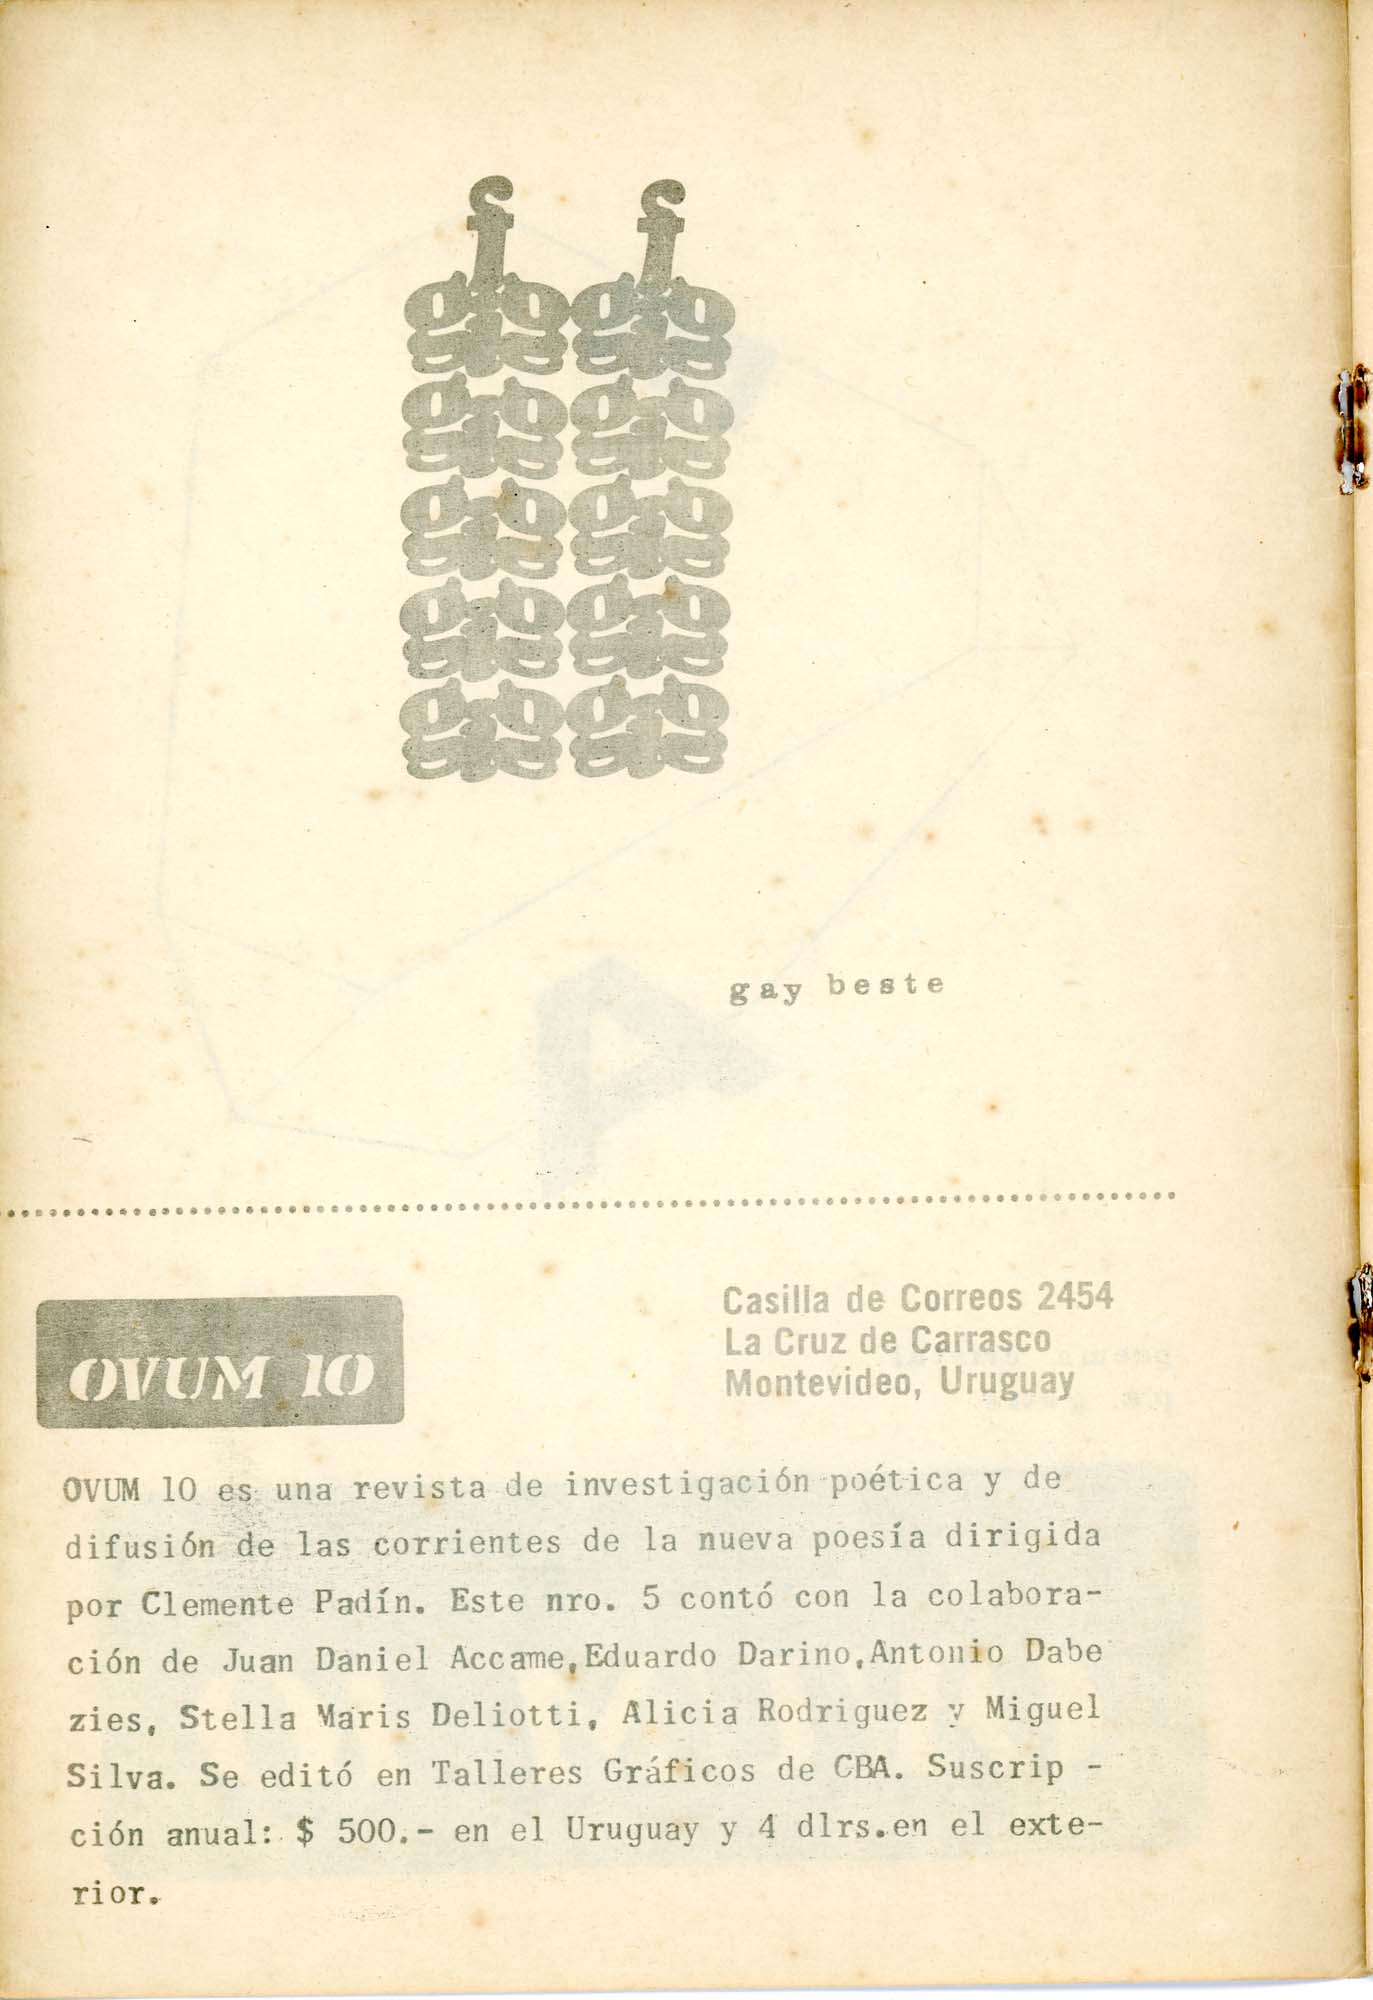 gay beste
OVUM 10
Casilla de Correos 2454
La Cruz de Carrasco
Montevideo, Uruguay
OVUM 10 es una revista de investigación poética y de
difusión de las corrientes de la nueva poesía dirigida
por Clemente Padín. Este nro. 5 contó con la colabora-
ción de Juan Daniel Accame,Eduardo Darino,Antonio Dabe
zies, Stella Maris Deliotti, Alicia Rodriguez y Miguel
Silva. Se editó en Talleres Gráficos de CBA. Suscrip -
ción anual: $ 500.- en el Uruguay y 4 dlrs.en el exte-
rior.